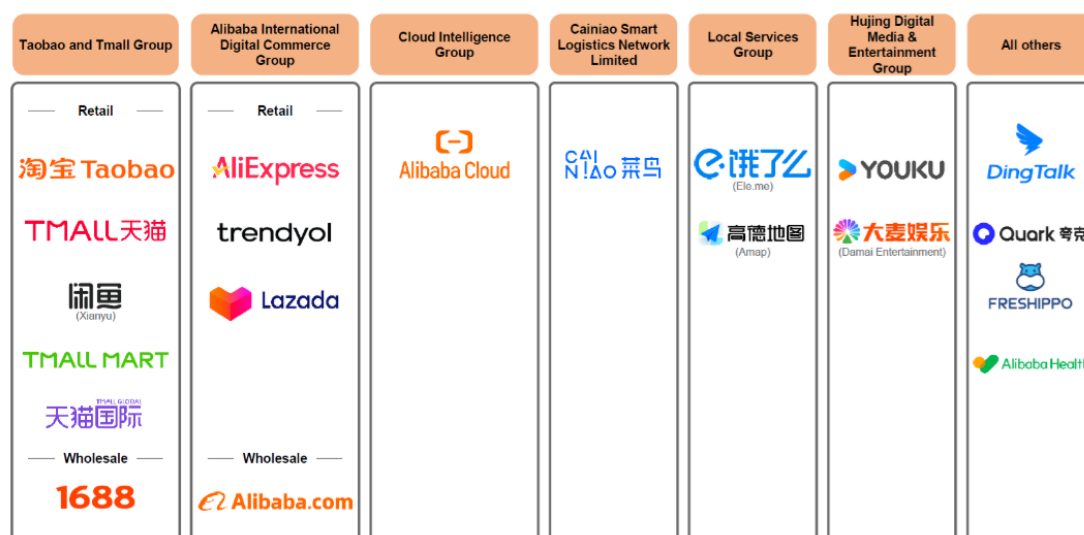 Taobao and Tmall Group
Alibaba International
Digital Commerce
Group
Cloud Intelligence
Group
Cainiao Smart
Logistics Network
Limited
Local Services
Group
Hujing Digital
Media &
Entertainment
Group
All others
Retail
淘宝 Taobao
TMALL天猫
闲鱼
(Xianyu)
TMALL MART
TMALL GLOBAL
天猫国际
Wholesale
1688
Retail
AliExpress
trendyol
Lazada
Wholesale
Alibaba.com
Alibaba Cloud
CAI
NIAO 菜鸟
饿了么
(Ele.me)
高德地图
(Amap)
YOUKU
大麦娱乐
(Damai Entertainment)
DingTalk
Quark 夸克
FRESHIPPO
Alibaba Health